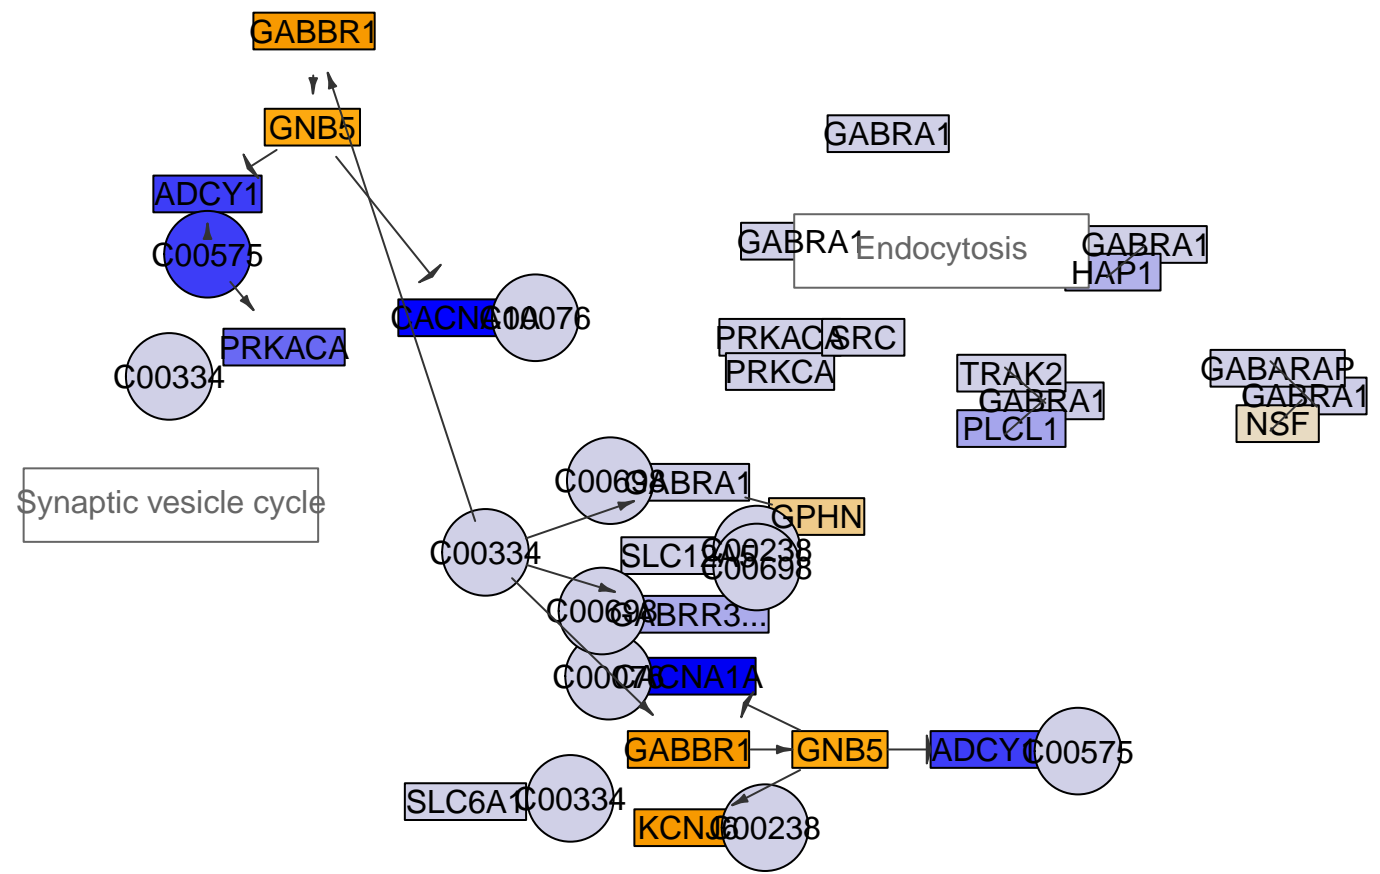 GABBR1
GNB5
GABRA1
ADCY1
C00575
GABRA1
Endocytosis
GABRA1
HAP1
CACNA1A
C00076
PRKACA
C00334
PRKACA
SRC
PRKCA
TRAK2
GABRA1
PLCL1
GABARAP
GABRA1
NSF
Synaptic vesicle cycle
C00698
GABRA1
GPHN
C00334
SLC12A5
C00238
C00698
C00698
GABRR3...
C00076
CACNA1A
GABBR1
GNB5
ADCY1
C00575
SLC6A1
C00334
KCNJ6
C00238